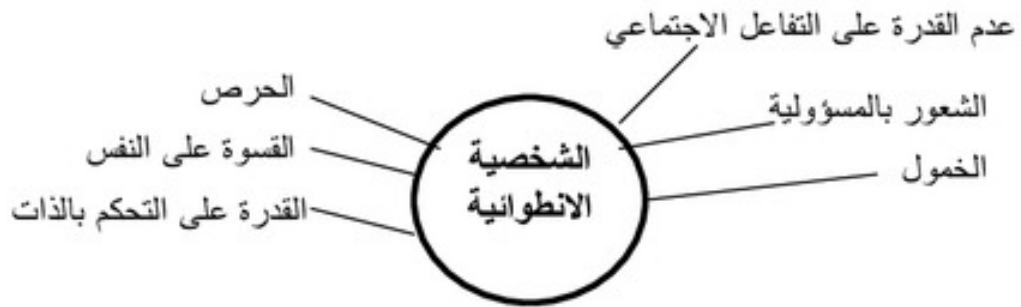 عدم القدرة على التفاعل الاجتماعي
الشعور بالمسؤولية
الخمول
الشخصية
الانطوائية
الحرص
القسوة على النفس
القدرة على التحكم بالذات